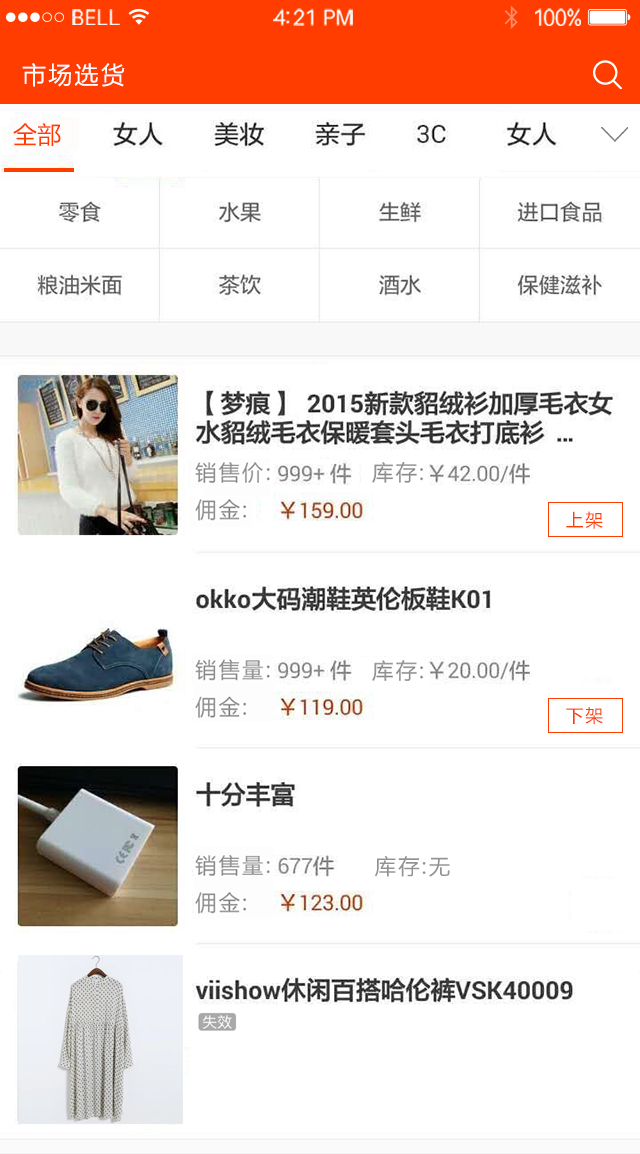 BELL 4:21 PM 100%
市场选货
全部 女人 美妆 亲子 3C 女人
零食 水果 生鲜 进口食品
粮油米面 茶饮 酒水 保健滋补
【 梦痕 】 2015新款貂绒衫加厚毛衣女
水貂绒毛衣保暖套头毛衣打底衫 ...
销售价: 999+ 件 库存:￥42.00/件
佣金: ￥159.00
上架
okko大码潮鞋英伦板鞋K01
销售量: 999+ 件 库存:￥20.00/件
佣金: ￥119.00
下架
十分丰富
销售量: 677件 库存:无
佣金: ￥123.00
viishow休闲百搭哈伦裤VSK40009
失效